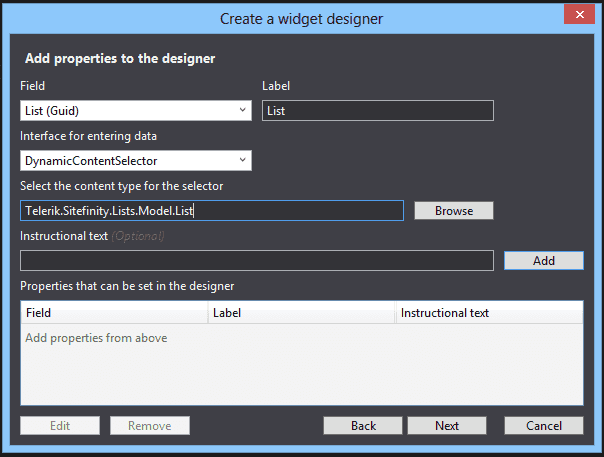 Create a widget designer
Add properties to the designer
Field Label
List (Guid) List
Interface for entering data
DynamicContentSelector
Select the content type for the selector
Telerik.Sitefinity.Lists.Model.List Browse
Instructional text (Optional)
Add
Properties that can be set in the designer
Field Label Instructional text
Add properties from above
Edit Remove Back Next Cancel